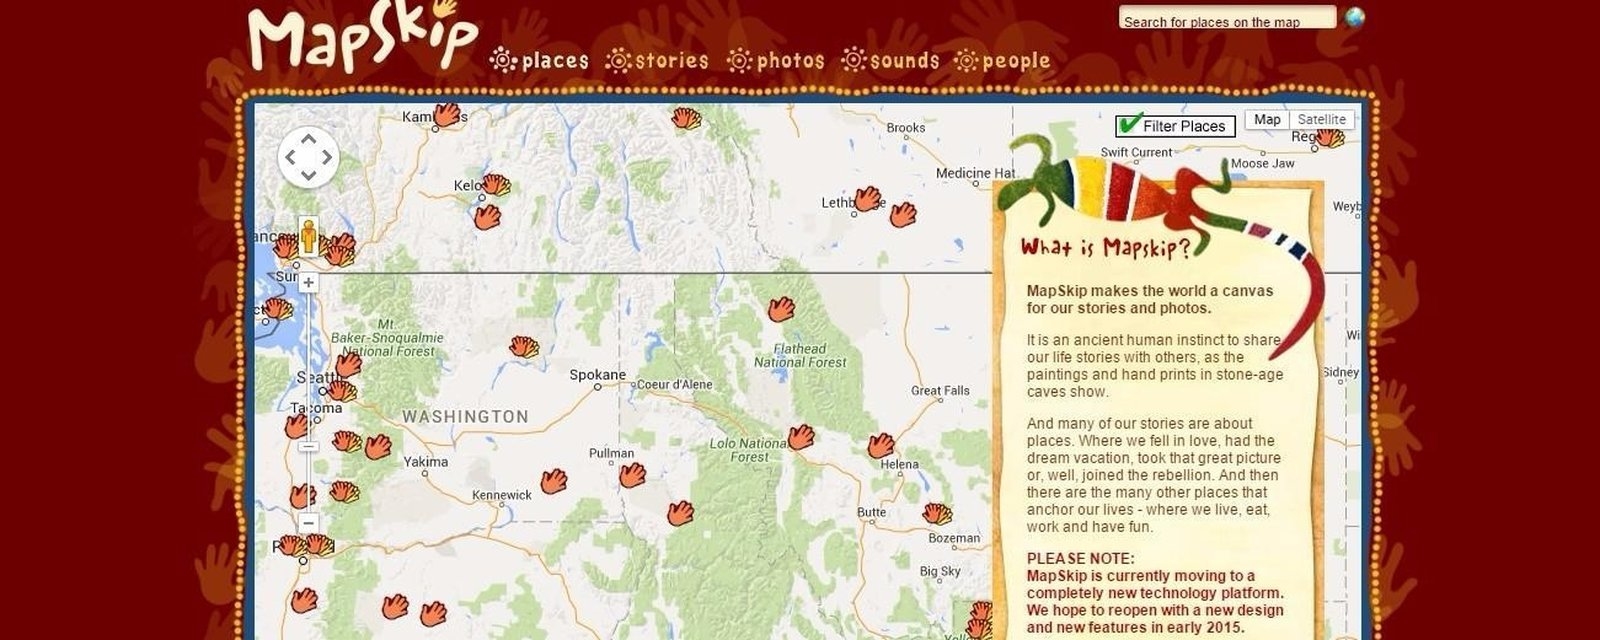 MapSkip
Search for places on the map
places stories photos sounds people
Filter Places
Map Satellite
Brooks
Swift Current
Moose Jaw
Medicine Hat
What is Mapskip?
MapSkip makes the world a canvas
for our stories and photos.
It is an ancient human instinct to share
our life stories with others, as the
paintings and hand prints in stone-age
caves show.
And many of our stories are about
places. Where we fell in love, had the
dream vacation, took that great picture
or, well, joined the rebellion. And then
there are the many other places that
anchor our lives - where we live, eat,
work and have fun.
PLEASE NOTE:
MapSkip is currently moving to a
completely new technology platform.
We hope to reopen with a new design
and new features in early 2015.
Mt.
Baker-Snoqualmie
National Forest
Flathead
National Forest
Spokane
Coeur d'Alene
Great Falls
Tacoma
WASHINGTON
Lolo National
Forest
Pullman
Yakima
Helena
Kennewick
Butte
Bozeman
Big Sky
Sidney